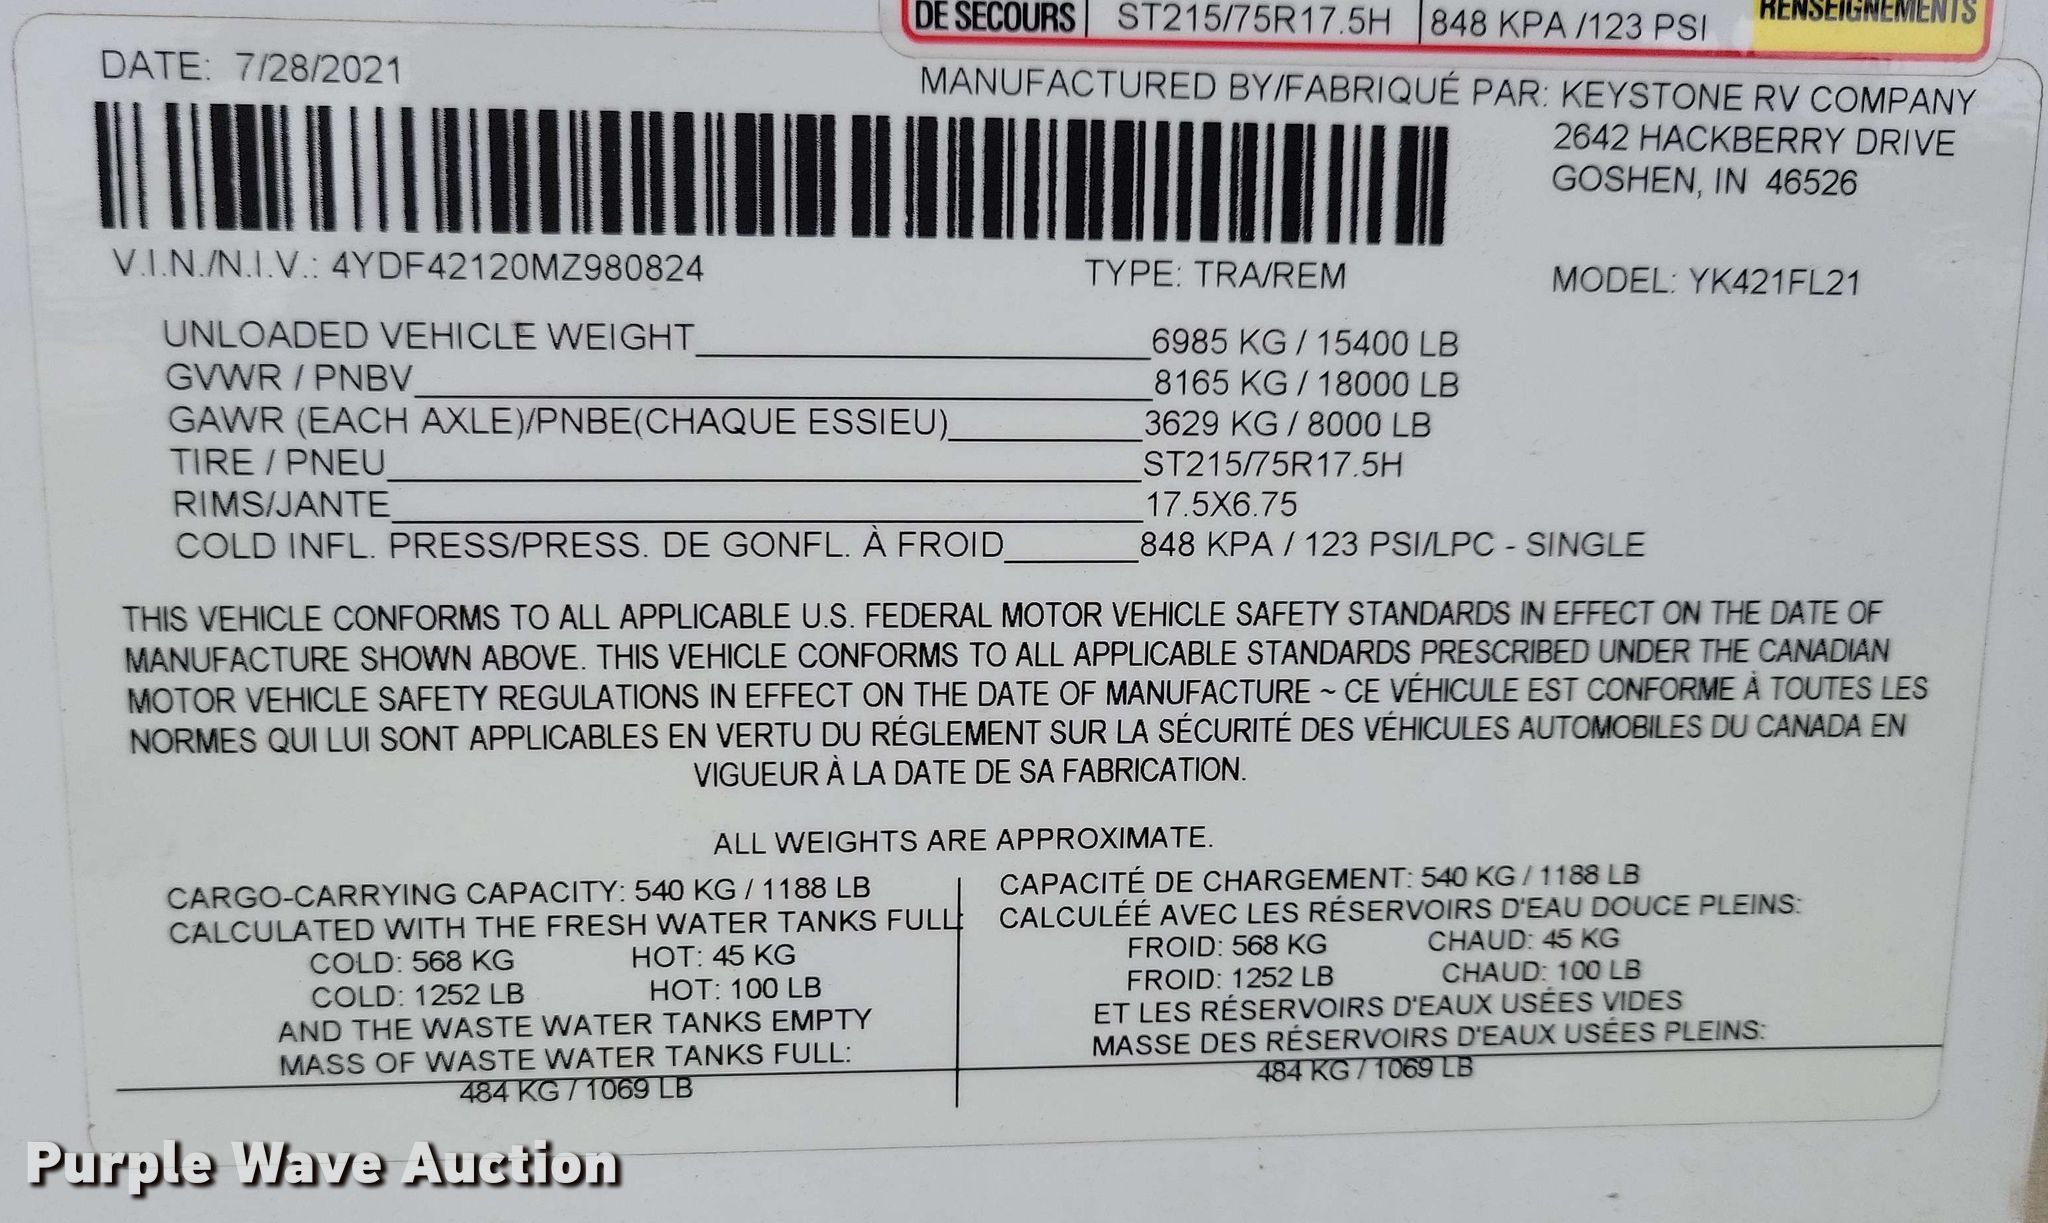 DE SECOURS ST215/75R17.5H 848 KPA /123 PSI RENSEIGNEMENTS
DATE: 7/28/2021
MANUFACTURED BY/FABRIQUÉ PAR: KEYSTONE RV COMPANY
2642 HACKBERRY DRIVE
GOSHEN, IN 46526
V.I.N./N.I.V.: 4YDF42120MZ980824 TYPE: TRA/REM MODEL: YK421FL21
UNLOADED VEHICLE WEIGHT 6985 KG / 15400 LB
GVWR / PNBV 8165 KG / 18000 LB
GAWR (EACH AXLE)/PNBE(CHAQUE ESSIEU) 3629 KG / 8000 LB
TIRE / PNEU ST215/75R17.5H
RIMS/JANTE 17.5X6.75
COLD INFL. PRESS/PRESS. DE GONFL. À FROID 848 KPA / 123 PSI/LPC - SINGLE
THIS VEHICLE CONFORMS TO ALL APPLICABLE U.S. FEDERAL MOTOR VEHICLE SAFETY STANDARDS IN EFFECT ON THE DATE OF
MANUFACTURE SHOWN ABOVE. THIS VEHICLE CONFORMS TO ALL APPLICABLE STANDARDS PRESCRIBED UNDER THE CANADIAN
MOTOR VEHICLE SAFETY REGULATIONS IN EFFECT ON THE DATE OF MANUFACTURE ~ CE VÉHICULE EST CONFORME À TOUTES LES
NORMES QUI LUI SONT APPLICABLES EN VERTU DU RÉGLEMENT SUR LA SÉCURITÉ DES VÉHICULES AUTOMOBILES DU CANADA EN
VIGUEUR À LA DATE DE SA FABRICATION.
ALL WEIGHTS ARE APPROXIMATE.
CARGO-CARRYING CAPACITY: 540 KG / 1188 LB
CALCULATED WITH THE FRESH WATER TANKS FULL:
COLD: 568 KG HOT: 45 KG
COLD: 1252 LB HOT: 100 LB
AND THE WASTE WATER TANKS EMPTY
MASS OF WASTE WATER TANKS FULL:
484 KG / 1069 LB
CAPACITÉ DE CHARGEMENT: 540 KG / 1188 LB
CALCULÉÉ AVEC LES RÉSERVOIRS D'EAU DOUCE PLEINS:
FROID: 568 KG CHAUD: 45 KG
FROID: 1252 LB CHAUD: 100 LB
ET LES RÉSERVOIRS D'EAUX USÉES VIDES
MASSE DES RÉSERVOIRS D'EAUX USÉES PLEINS:
484 KG / 1069 LB
Purple Wave Auction